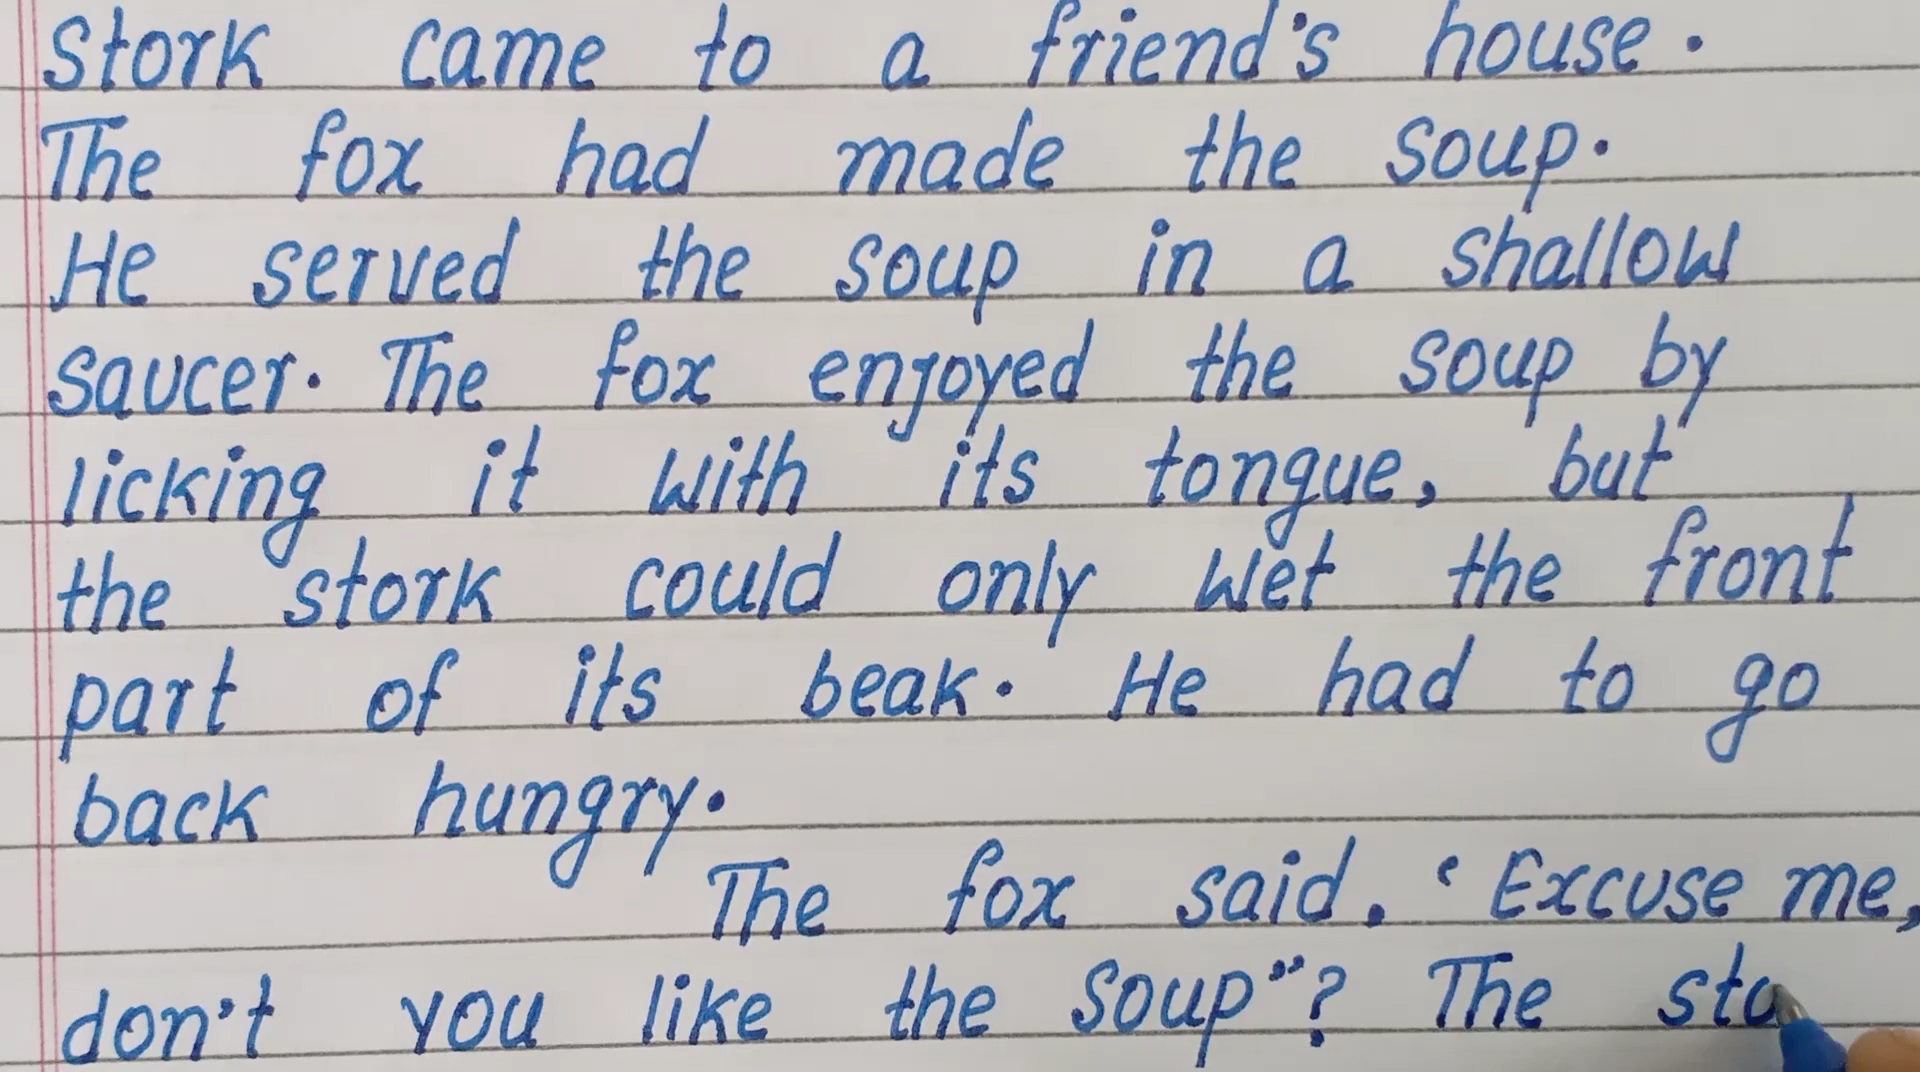 Stork came to a friend's house.
The fox had made the soup.
He served the soup in a shallow
saucer. The fox enjoyed the soup by
licking it with its tongue, but
the stork could only wet the front
part of its beak. He had to go
back hungry.
The fox said. ‘Excuse me,
don't you like the Soup”? The sto